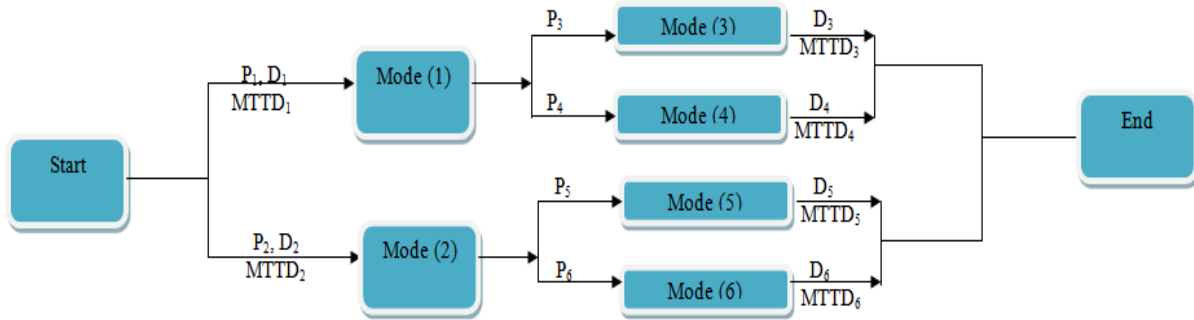 Start
P₁, D₁
MTTD₁
P₂, D₂
MTTD₂
Mode (1)
Mode (2)
P₃
P₄
P₅
P₆
Mode (3)
Mode (4)
Mode (5)
Mode (6)
D₃
MTTD₃
D₄
MTTD₄
D₅
MTTD₅
D₆
MTTD₆
End